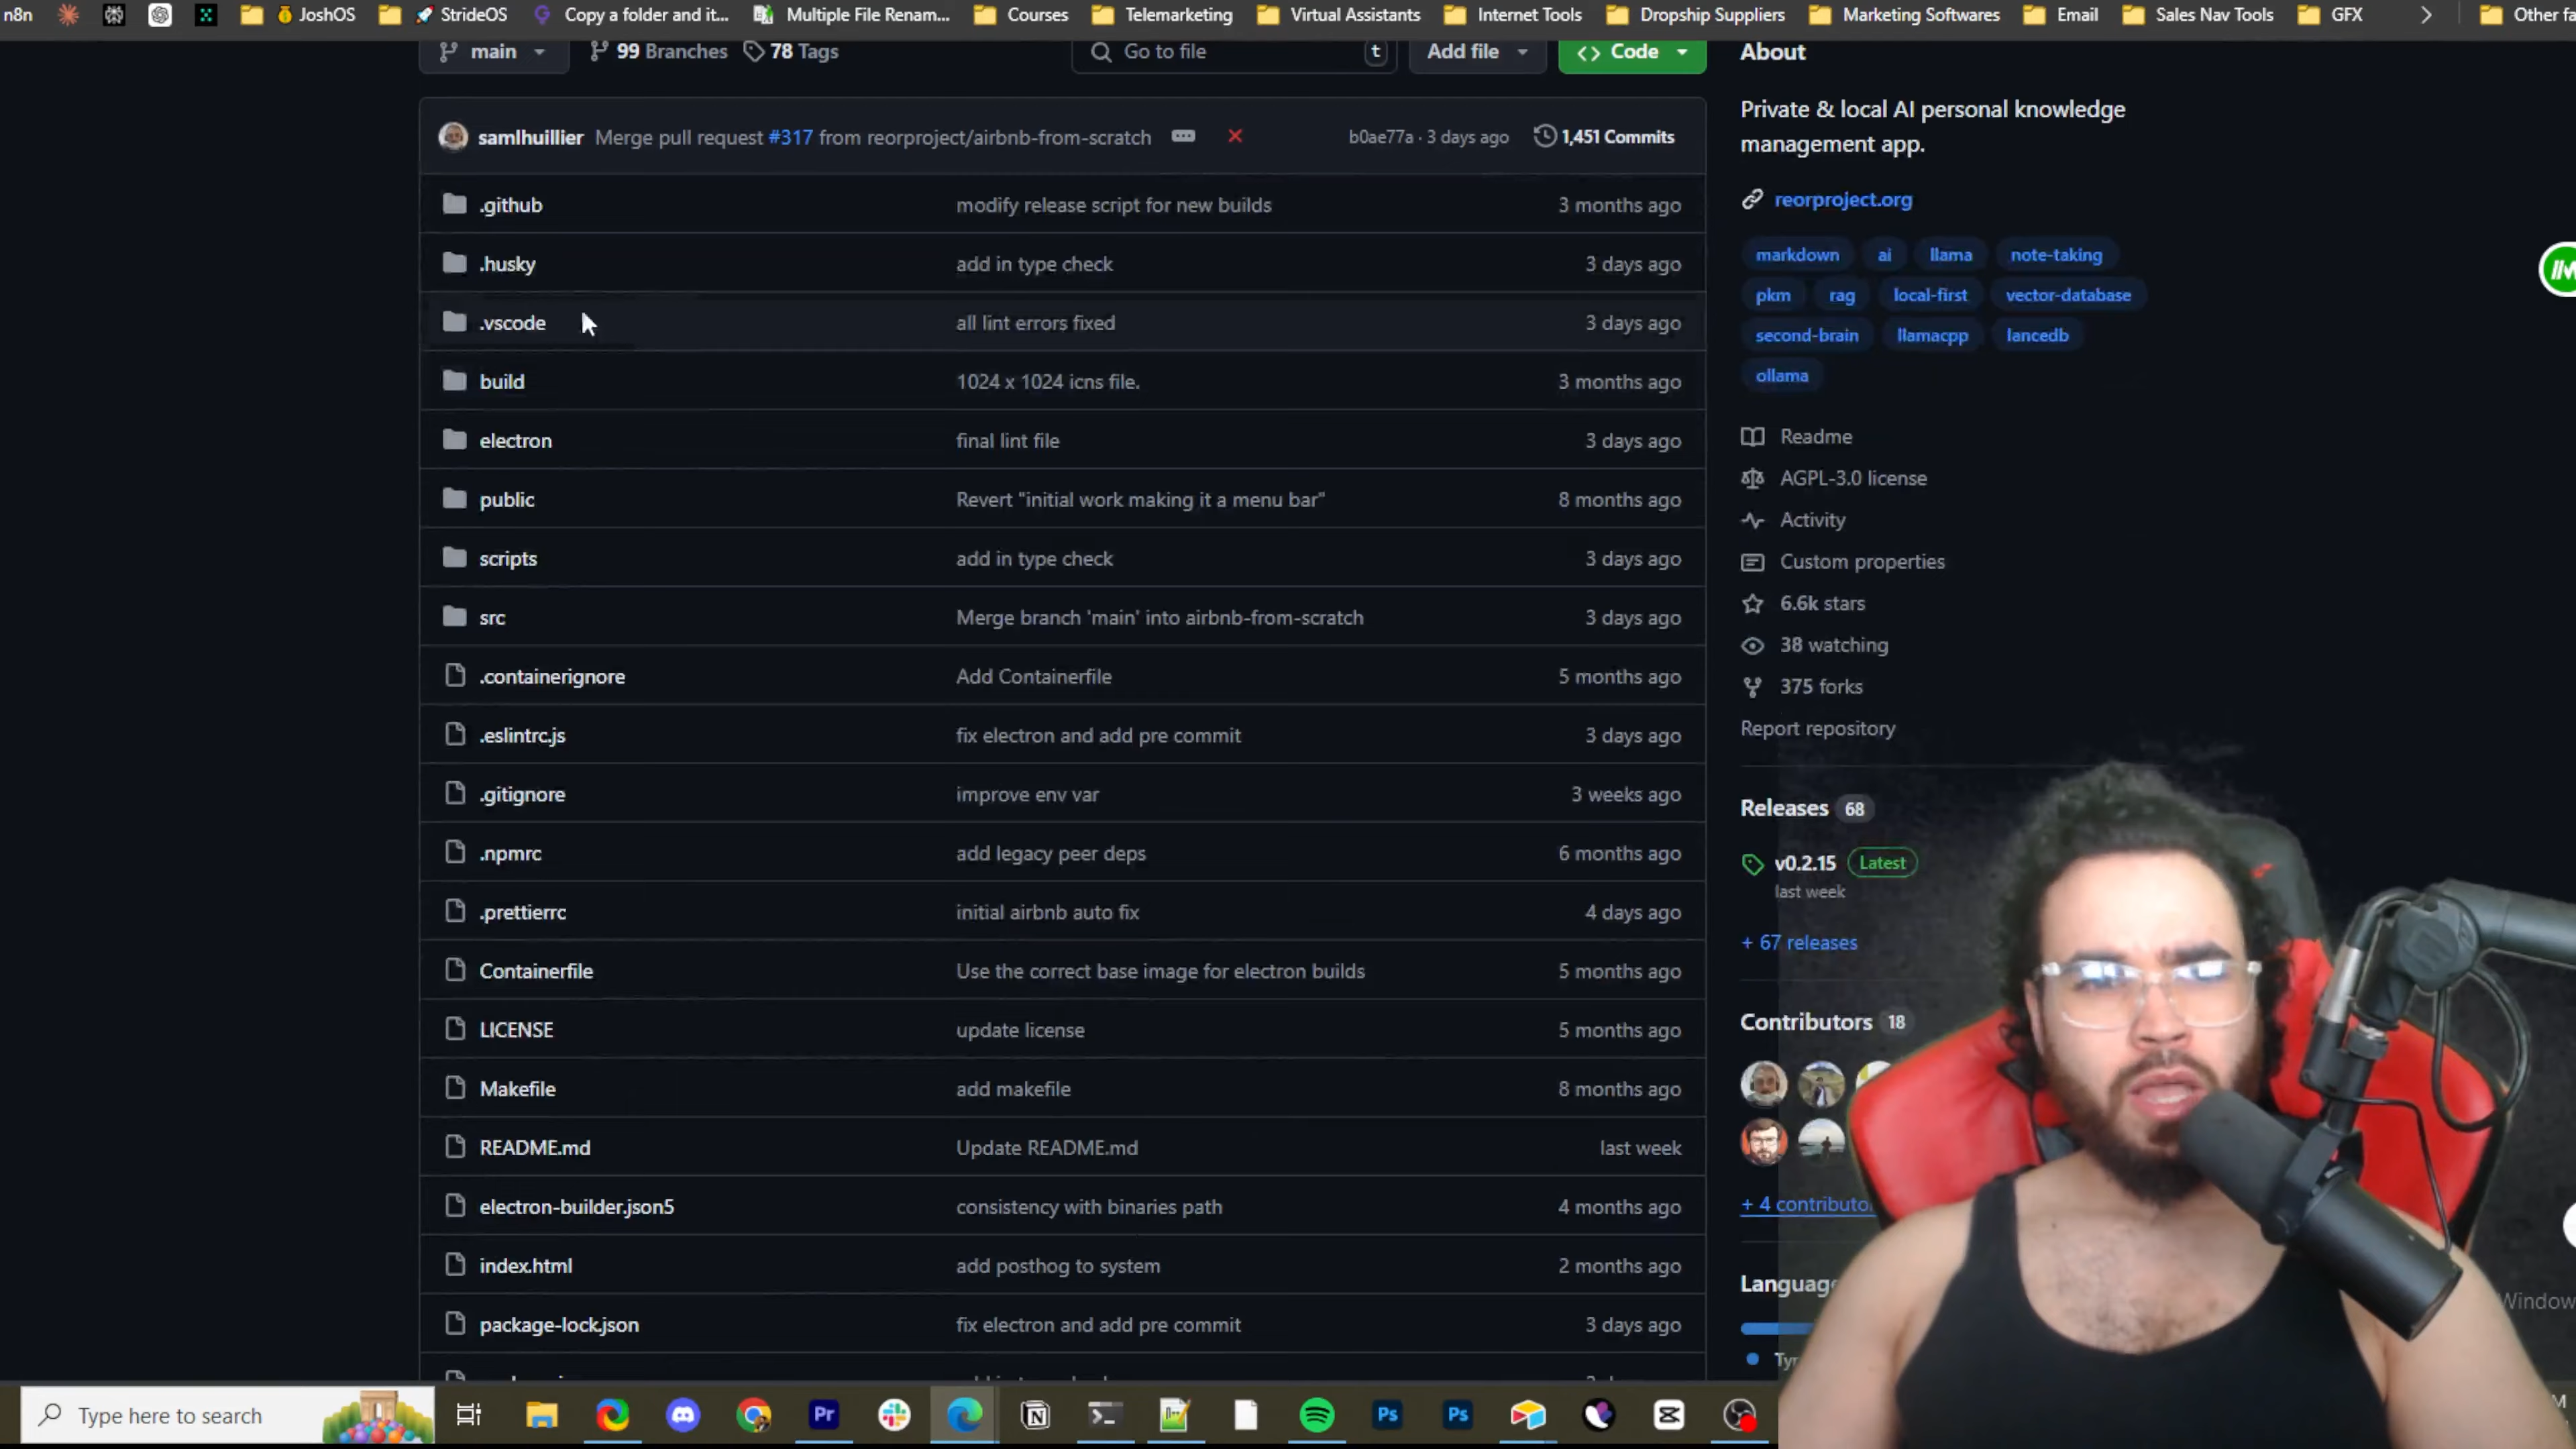 n8n JoshOS StrideOS Copy a folder and it... Multiple File Renam... Courses Telemarketing Virtual Assistants Internet Tools Dropship Suppliers Marketing Softwares Email Sales Nav Tools GFX Other fa
main 99 Branches 78 Tags Go to file t Add file Code
samlhuillier Merge pull request #317 from reorproject/airbnb-from-scratch b0ae77a · 3 days ago 1,451 Commits
.github modify release script for new builds 3 months ago
.husky add in type check 3 days ago
.vscode all lint errors fixed 3 days ago
build 1024 x 1024 icns file. 3 months ago
electron final lint file 3 days ago
public Revert "initial work making it a menu bar" 8 months ago
scripts add in type check 3 days ago
src Merge branch 'main' into airbnb-from-scratch 3 days ago
.containerignore Add Containerfile 5 months ago
.eslintrc.js fix electron and add pre commit 3 days ago
.gitignore improve env var 3 weeks ago
.npmrc add legacy peer deps 6 months ago
.prettierrc initial airbnb auto fix 4 days ago
Containerfile Use the correct base image for electron builds 5 months ago
LICENSE update license 5 months ago
Makefile add makefile 8 months ago
README.md Update README.md last week
electron-builder.json5 consistency with binaries path 4 months ago
index.html add posthog to system 2 months ago
package-lock.json fix electron and add pre commit 3 days ago
About
Private & local AI personal knowledge
management app.
reorproject.org
markdown ai llama note-taking
pkm rag local-first vector-database
second-brain llamacpp lancedb
ollama
Readme
AGPL-3.0 license
Activity
Custom properties
6.6k stars
38 watching
375 forks
Report repository
Releases 68
v0.2.15 Latest
last week
+ 67 releases
Contributors 18
+ 4 contributo
Languag
Window
Ty
Type here to search Pr N Ps Ps